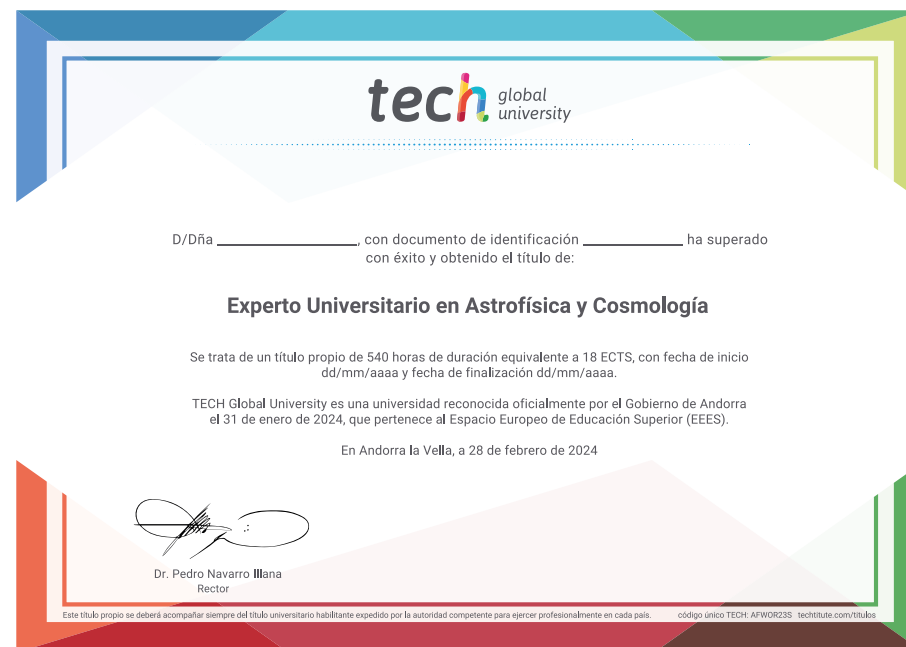 tech global university
D/Dña ____________, con documento de identificación ____________ ha superado
con éxito y obtenido el título de:
Experto Universitario en Astrofísica y Cosmología
Se trata de un título propio de 540 horas de duración equivalente a 18 ECTS, con fecha de inicio
dd/mm/aaaa y fecha de finalización dd/mm/aaaa.
TECH Global University es una universidad reconocida oficialmente por el Gobierno de Andorra
el 31 de enero de 2024, que pertenece al Espacio Europeo de Educación Superior (EEES).
En Andorra la Vella, a 28 de febrero de 2024
Dr. Pedro Navarro Illana
Rector
Este título propio se deberá acompañar siempre del título universitario habilitante expedido por la autoridad competente para ejercer profesionalmente en cada país. código único TECH: AFWOR23S techtitute.com/titulos